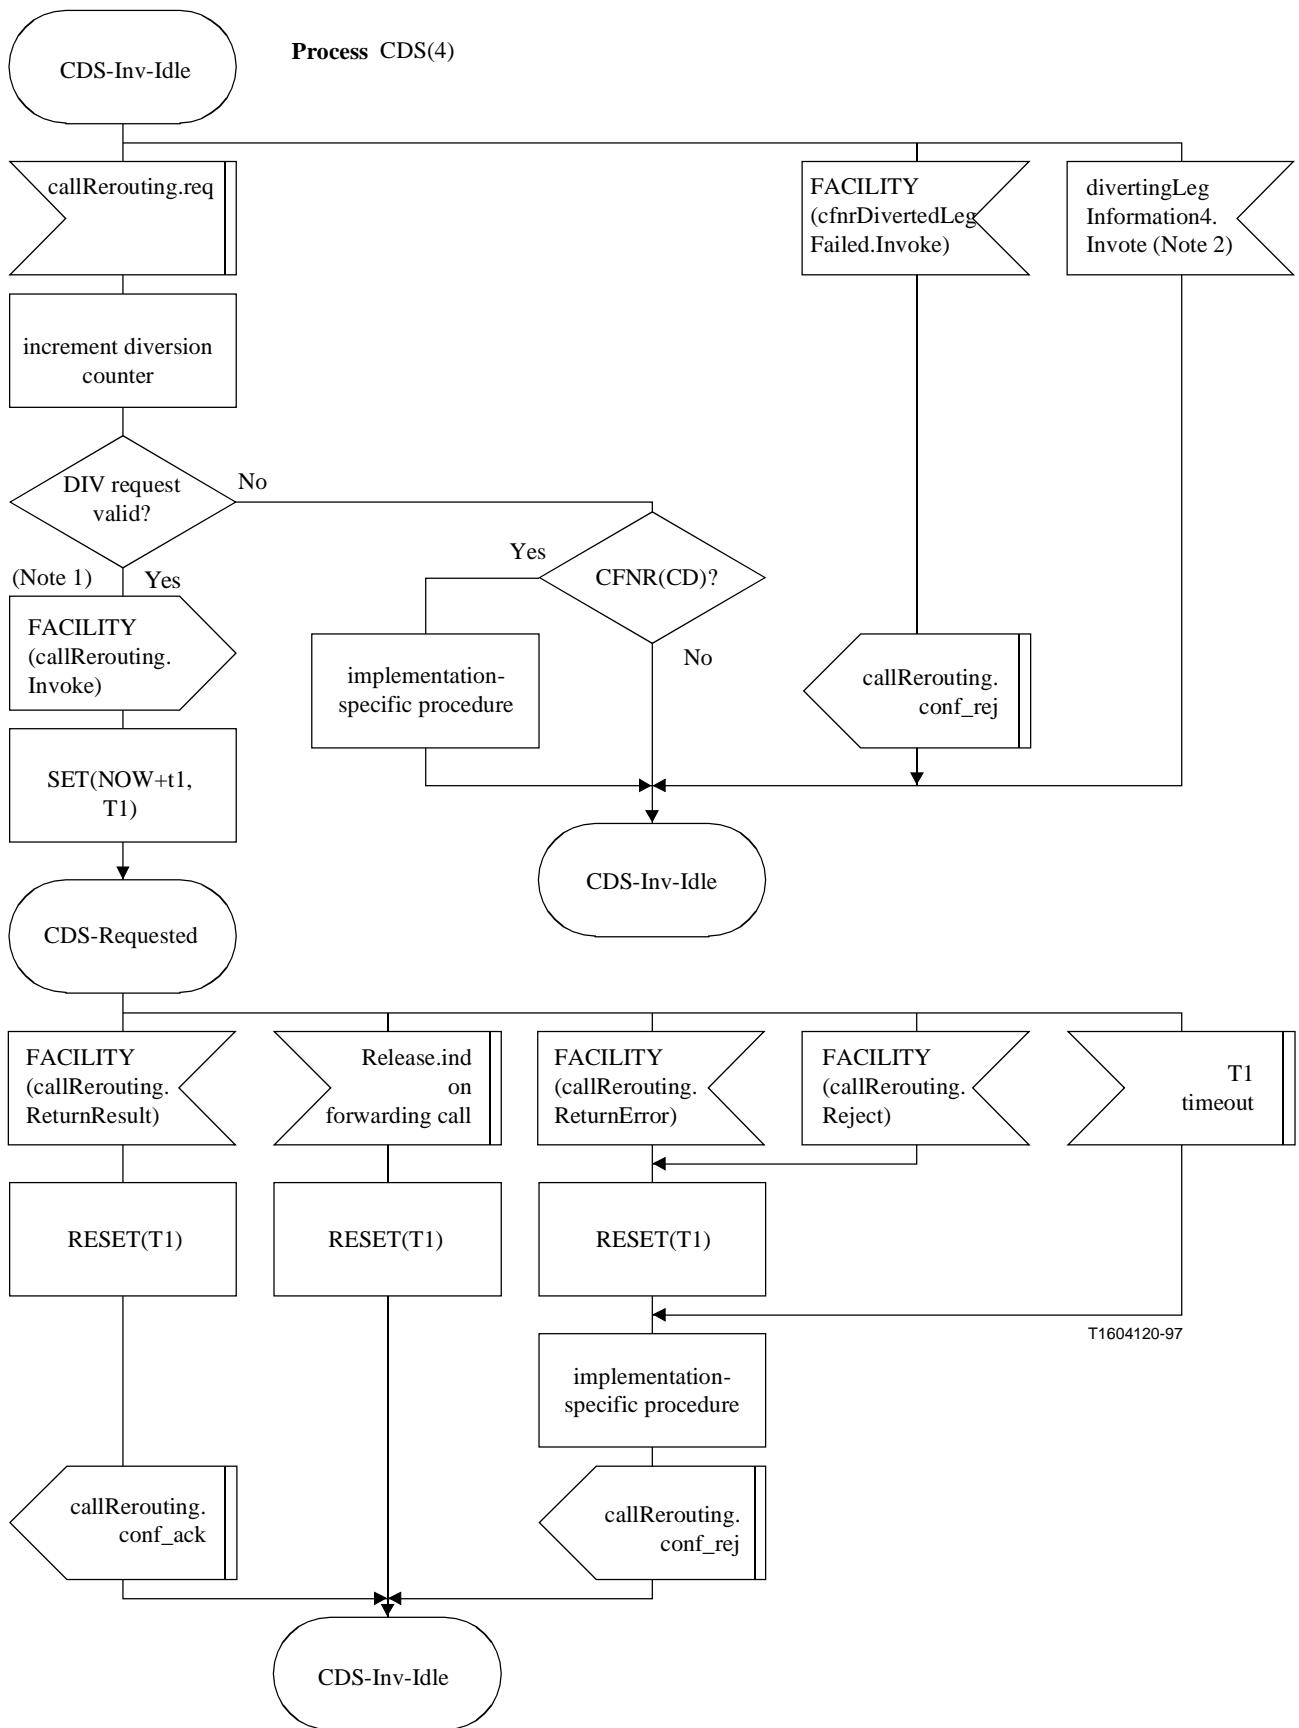 Process CDS(4)
CDS-Inv-Idle
callRerouting.req
FACILITY
(cfnrDivertedLeg
Failed.Invoke)
divertingLeg
Information4.
Invote (Note 2)
increment diversion
counter
DIV request
valid?
No
(Note 1)
Yes
Yes
CFNR(CD)?
No
FACILITY
(callRerouting.
Invoke)
implementation-
specific procedure
callRerouting.
conf_rej
SET(NOW+t1,
T1)
CDS-Inv-Idle
CDS-Requested
FACILITY
(callRerouting.
ReturnResult)
Release.ind
on
forwarding call
FACILITY
(callRerouting.
ReturnError)
FACILITY
(callRerouting.
Reject)
T1
timeout
RESET(T1)
RESET(T1)
RESET(T1)
T1604120-97
implementation-
specific procedure
callRerouting.
conf_ack
callRerouting.
conf_rej
CDS-Inv-Idle